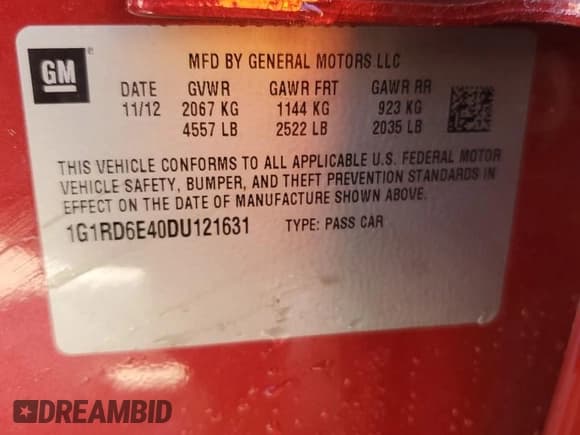 GM
MFD BY GENERAL MOTORS LLC
DATE GVWR GAWR FRT GAWR RR
11/12 2067 KG 1144 KG 923 KG
4557 LB 2522 LB 2035 LB
THIS VEHICLE CONFORMS TO ALL APPLICABLE U.S. FEDERAL MOTOR
VEHICLE SAFETY, BUMPER, AND THEFT PREVENTION STANDARDS IN
EFFECT ON THE DATE OF MANUFACTURE SHOWN ABOVE.
1G1RD6E40DU121631 TYPE: PASS CAR
DREAMBID